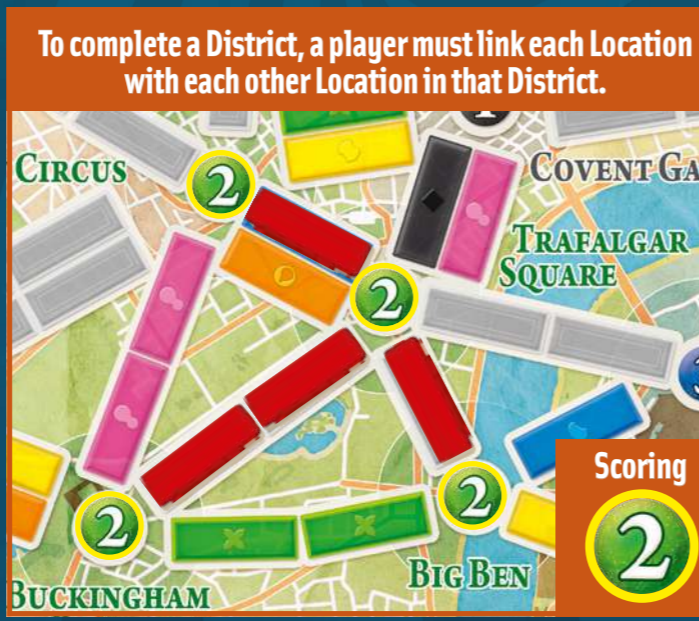 To complete a District, a player must link each Location
with each other Location in that District.
CIRCUS
2
COVENT GA
TRAFALGAR
SQUARE
2
2
2
BIG BEN
BUCKINGHAM
Scoring
2